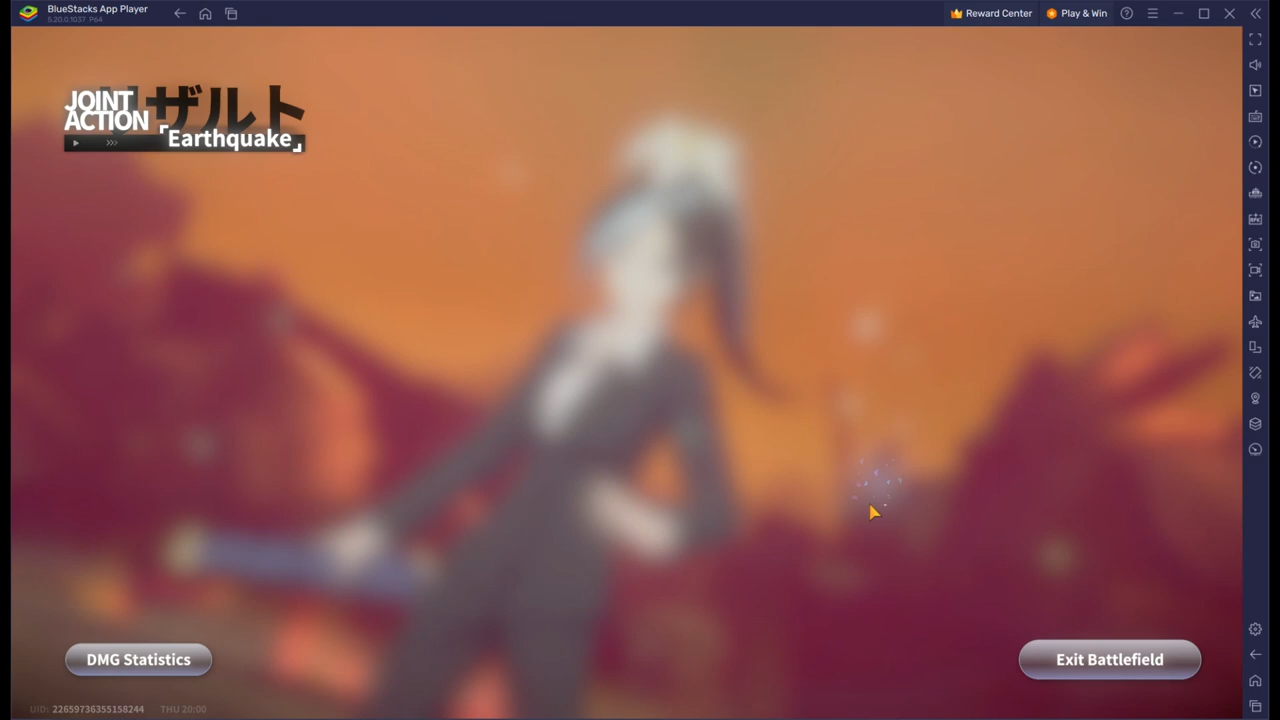 BlueStacks App Player
5.20.0.1037 P64
Reward Center
Play & Win
JOINT
ACTION
リザルト
「Earthquake」
DMG Statistics
Exit Battlefield
UID: 22659736355158244 THU 20:00